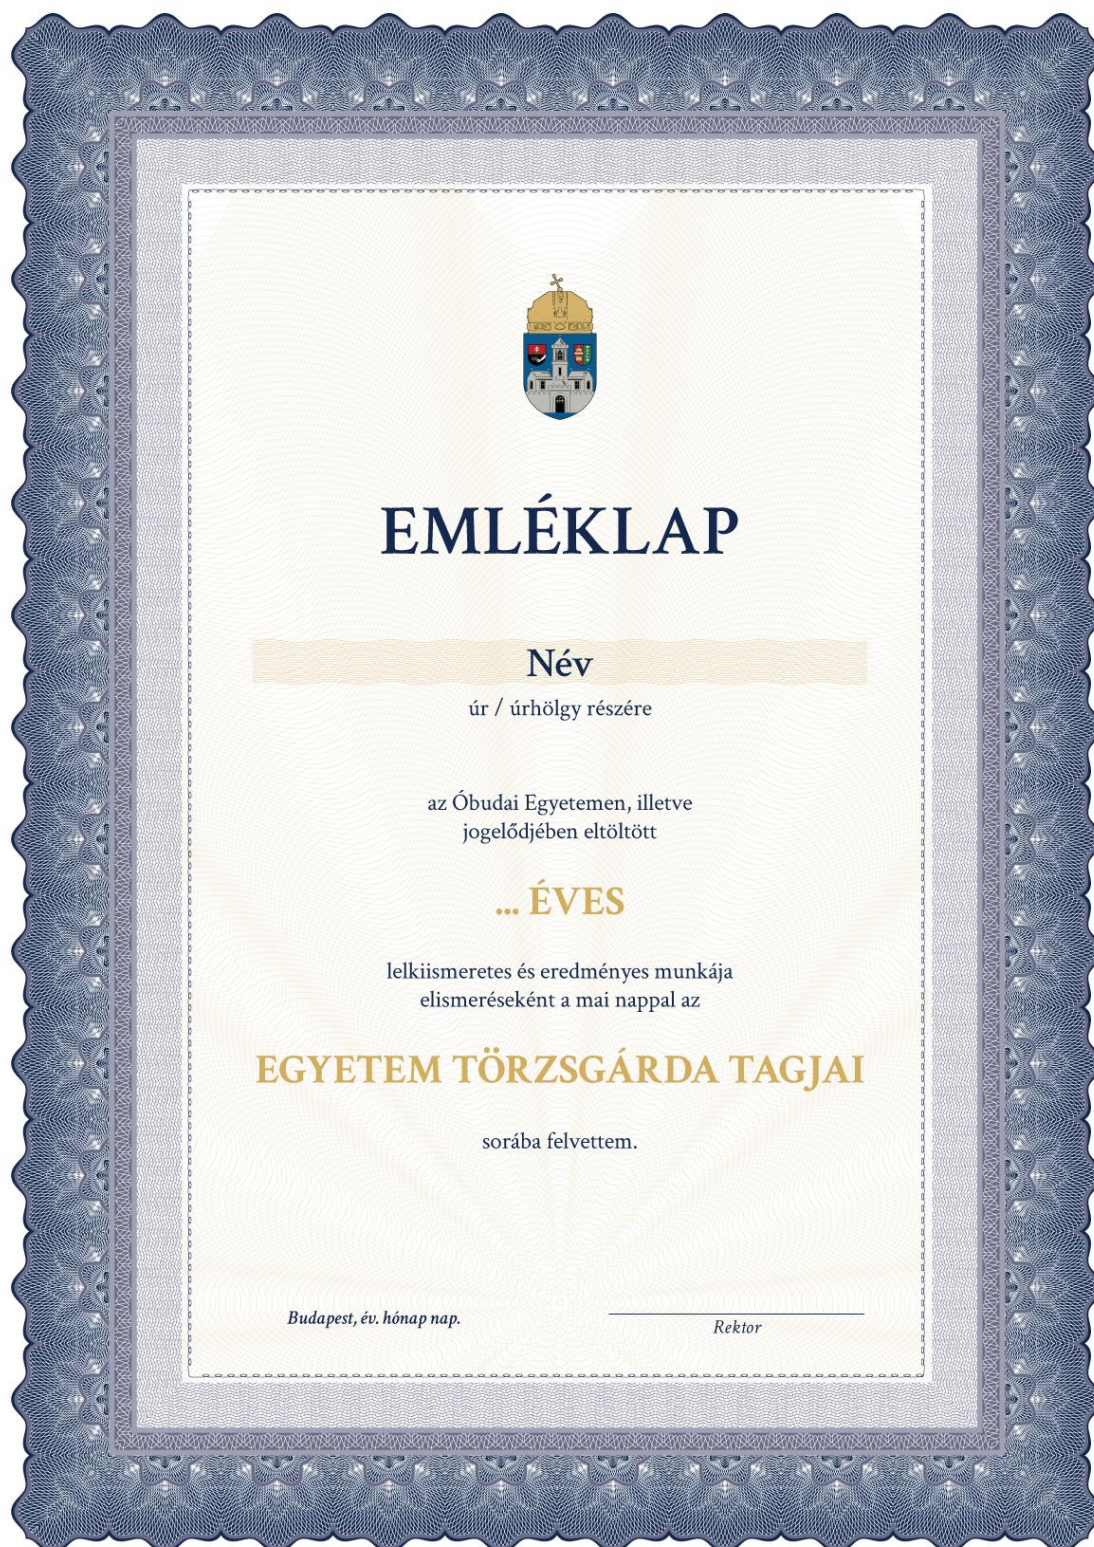 EMLÉKLAP
Név
úr / úrhölgy részére
az Óbudai Egyetemen, illetve
jogelődjében eltöltött
... ÉVES
lelkiismeretes és eredményes munkája
elismeréseként a mai nappal az
EGYETEM TÖRZSGÁRDA TAGJAI
sorába felvettem.
Budapest, év. hónap nap.
Rektor